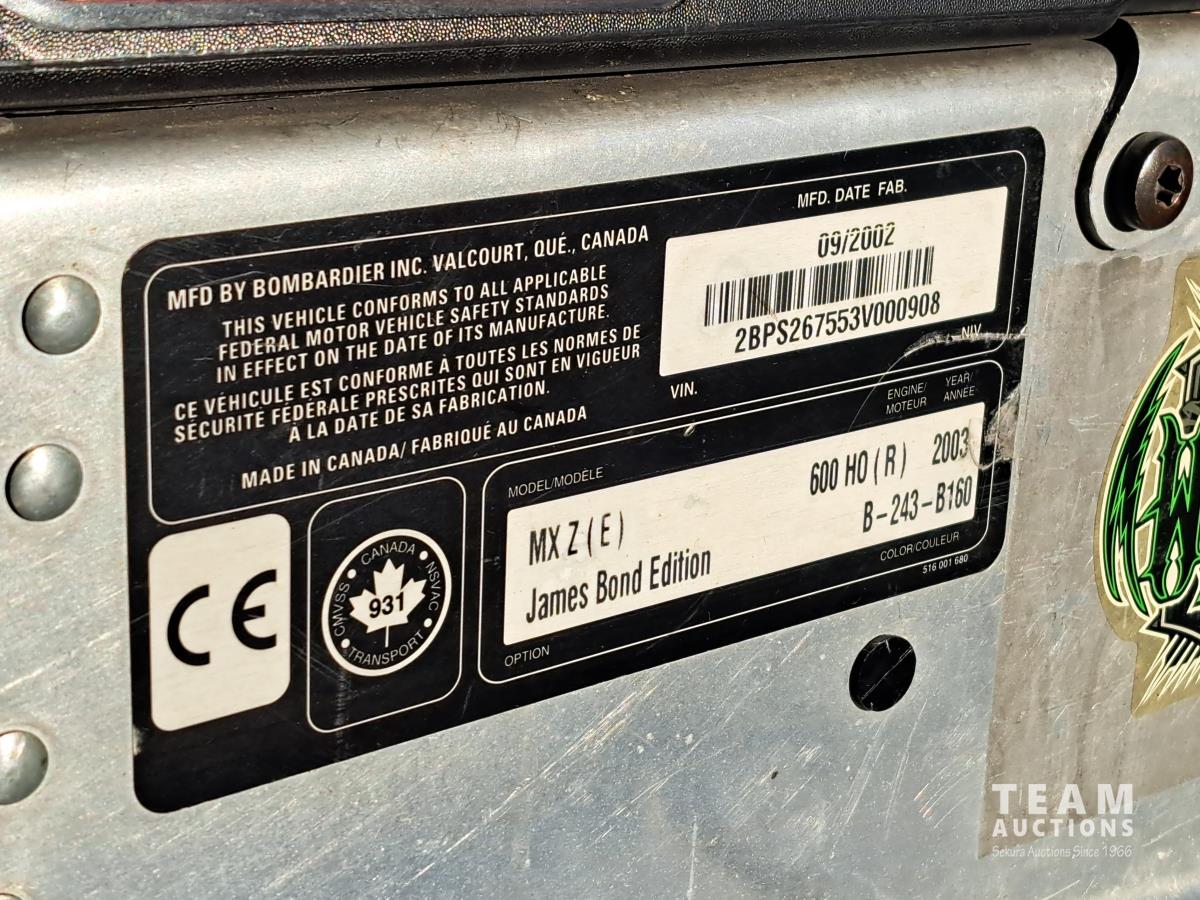 MFD BY BOMBARDIER INC. VALCOURT, QUÉ., CANADA
THIS VEHICLE CONFORMS TO ALL APPLICABLE
FEDERAL MOTOR VEHICLE SAFETY STANDARDS
IN EFFECT ON THE DATE OF ITS MANUFACTURE.
CE VÉHICULE EST CONFORME À TOUTES LES NORMES DE
SÉCURITÉ FÉDÉRALE PRESCRITES QUI SONT EN VIGUEUR
À LA DATE DE SA FABRICATION.
MADE IN CANADA/ FABRIQUÉ AU CANADA
MFD. DATE FAB.
09/2002
2BPS267553V000908
VIN.
NIV
CE
CANADA
CMVSS
NSVAC
931
TRANSPORT
MODEL/MODÈLE
ENGINE/
MOTEUR
YEAR/
ANNÉE
MX Z ( E )
600 HO ( R ) 2003
James Bond Edition
B-243-B160
OPTION
COLOR/COULEUR
516 001 680
TEAM
AUCTIONS
Sekura Auctions Since 1966